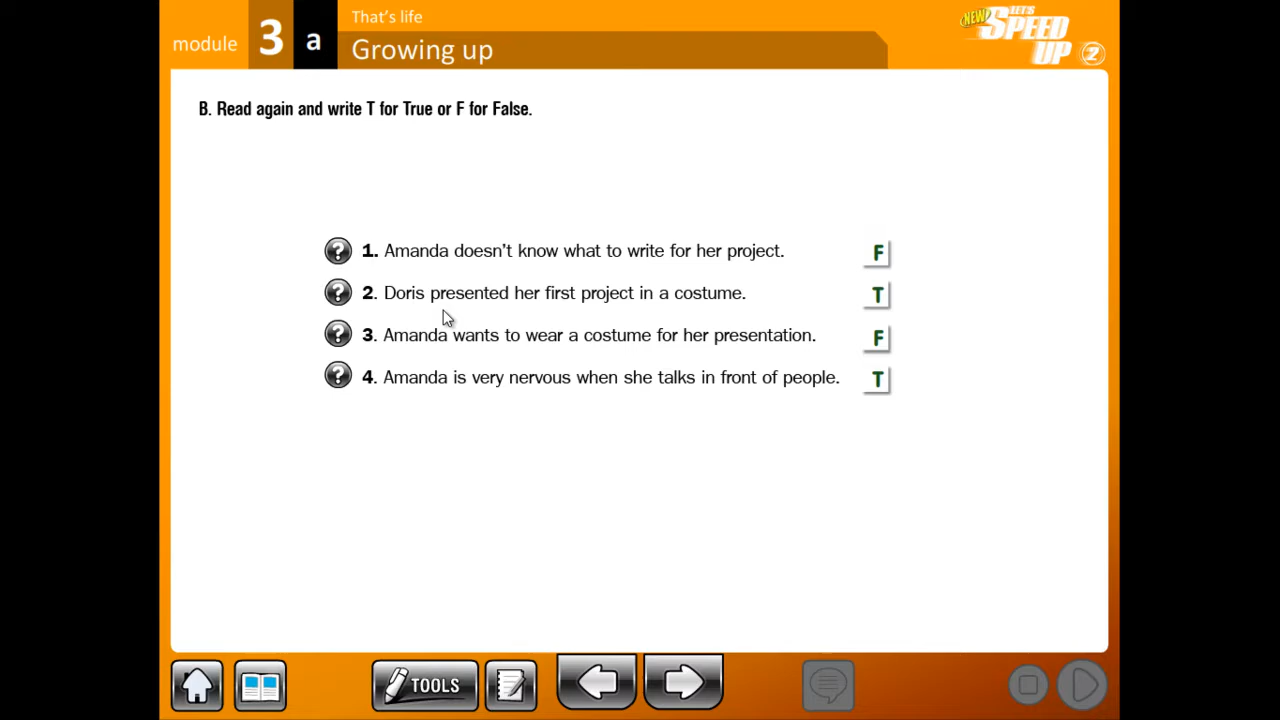 That's life
module 3 a
Growing up
NEW LET'S SPEED UP 2
B. Read again and write T for True or F for False.
? 1. Amanda doesn't know what to write for her project. F
? 2. Doris presented her first project in a costume. T
? 3. Amanda wants to wear a costume for her presentation. F
? 4. Amanda is very nervous when she talks in front of people. T
TOOLS